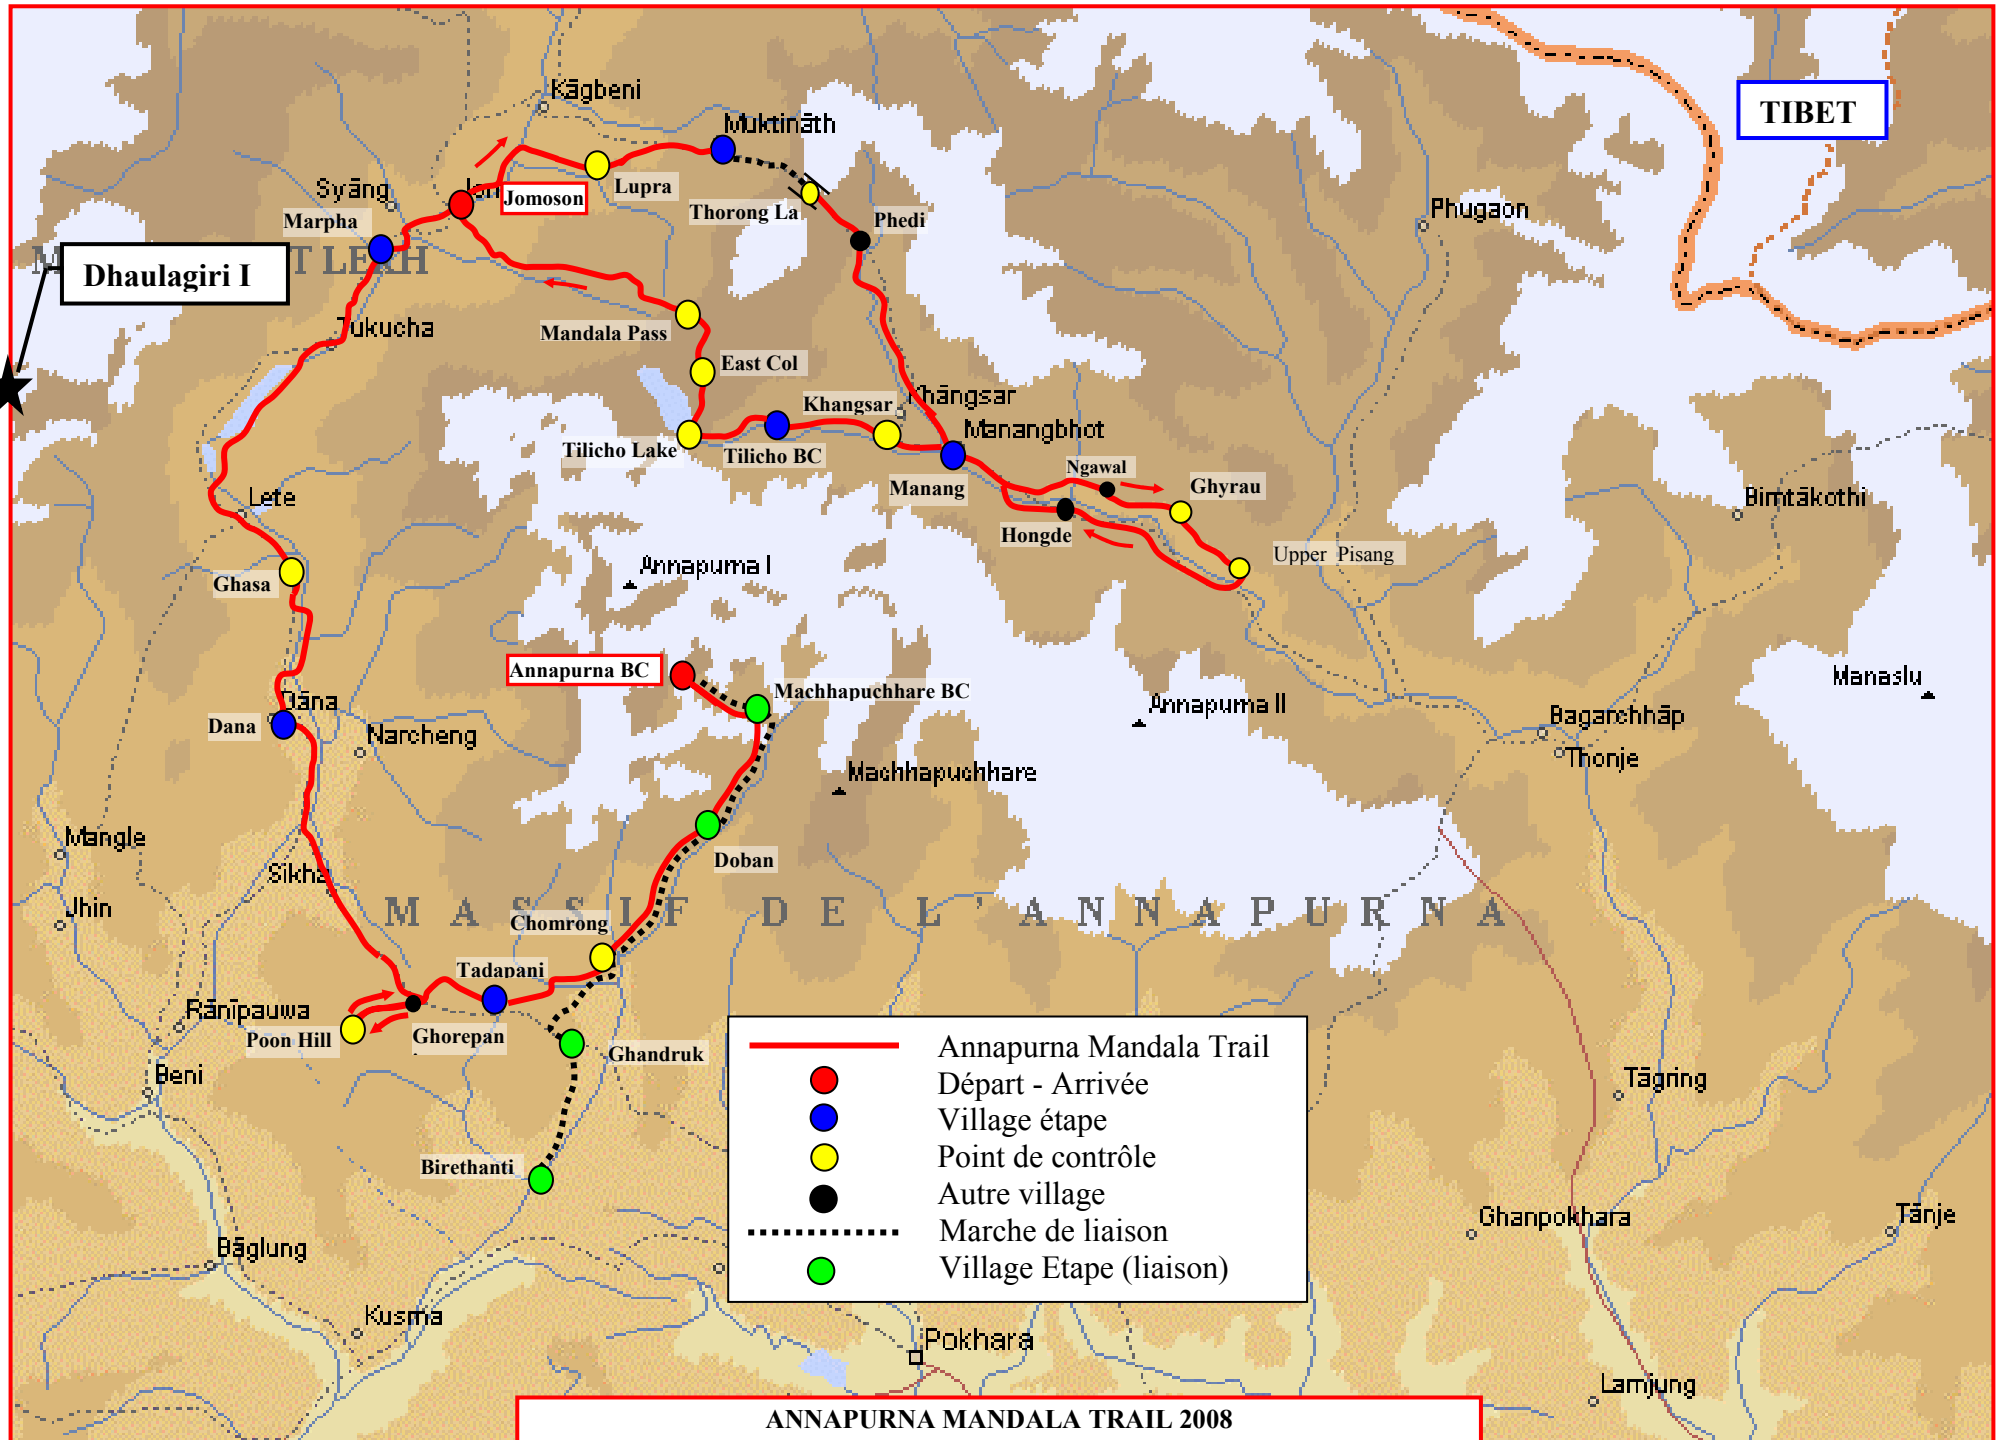 Kāgbeni
TIBET
Muktināth
Syāng
Jomoson
Lupra
Marpha
Thorong La
Phedi
Phugaon
Dhaulagiri I
Tukucha
Mandala Pass
East Col
Khangsar
Khāngsar
Manangbhot
Tilicho Lake
Tilicho BC
Ngawal
Manang
Ghyrau
Lete
Bimtākothi
Hongde
Upper Pisang
Annapurna I
Ghasa
Annapurna BC
Machhapuchhare BC
Manaslu
Dāna
Dana
Annapurna II
Bagarchhāp
Narcheng
Thonje
Machhapuchhare
Mangle
Doban
Sikha
Jhin
MASSIF DE L'ANNAPURNA
Chomrong
Tadapani
Rānīpauwa
Poon Hill
Ghorepan
Ghandruk
Beni
Annapurna Mandala Trail
Départ - Arrivée
Tāgring
Village étape
Point de contrôle
Birethanti
Autre village
Ghanpokhara
Tānje
Marche de liaison
Bāglung
Village Etape (liaison)
Kusma
Pokhara
Lamjung
ANNAPURNA MANDALA TRAIL 2008